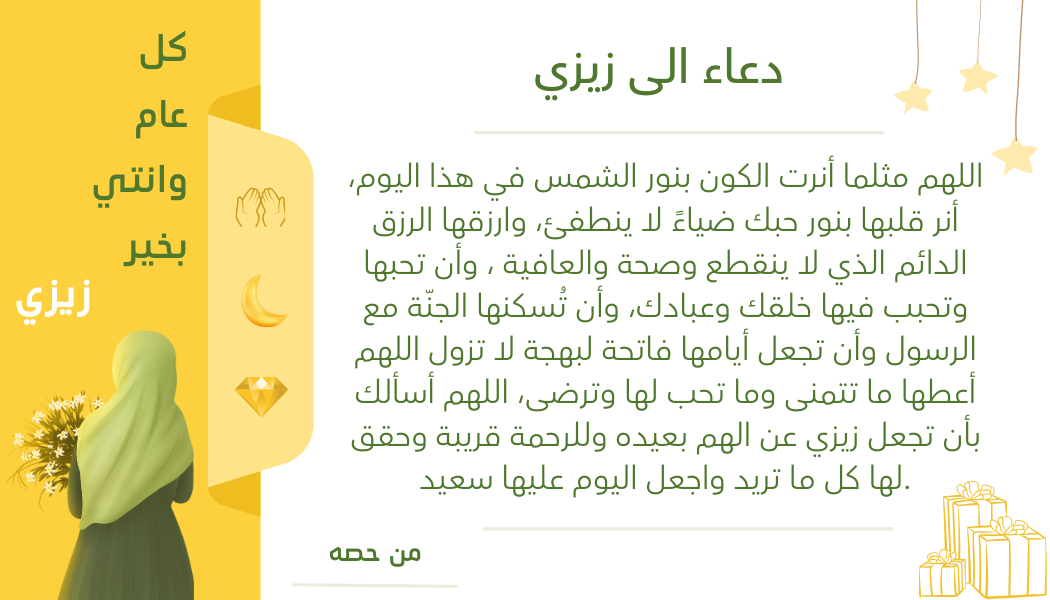 كل
عام
وانتي
بخير
زيزي
دعاء الى زيزي
اللهم مثلما أنرت الكون بنور الشمس في هذا اليوم،
أنر قلبها بنور حبك ضياءً لا ينطفئ، وارزقها الرزق
الدائم الذي لا ينقطع وصحة والعافية ، وأن تحبها
وتحبب فيها خلقك وعبادك، وأن تُسكنها الجنّة مع
الرسول وأن تجعل أيامها فاتحة لبهجة لا تزول اللهم
أعطها ما تتمنى وما تحب لها وترضى، اللهم أسألك
بأن تجعل زيزي عن الهم بعيده وللرحمة قريبة وحقق
لها كل ما تريد واجعل اليوم عليها سعيد.
من حصه